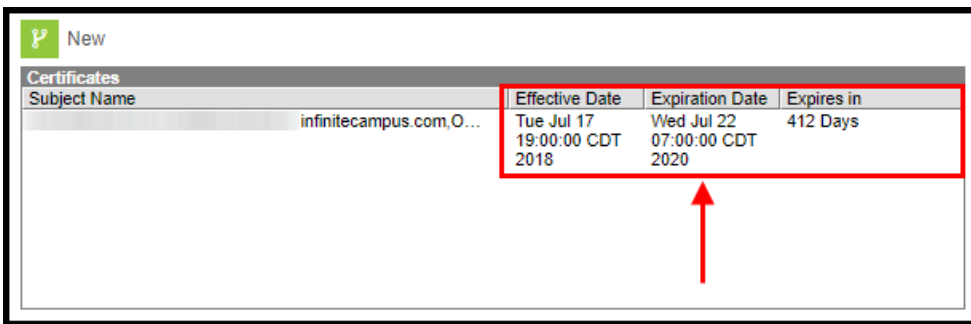 New
Certificates
Subject Name Effective Date Expiration Date Expires in
infinitecampus.com,O... Tue Jul 17 Wed Jul 22 412 Days
19:00:00 CDT 07:00:00 CDT
2018 2020